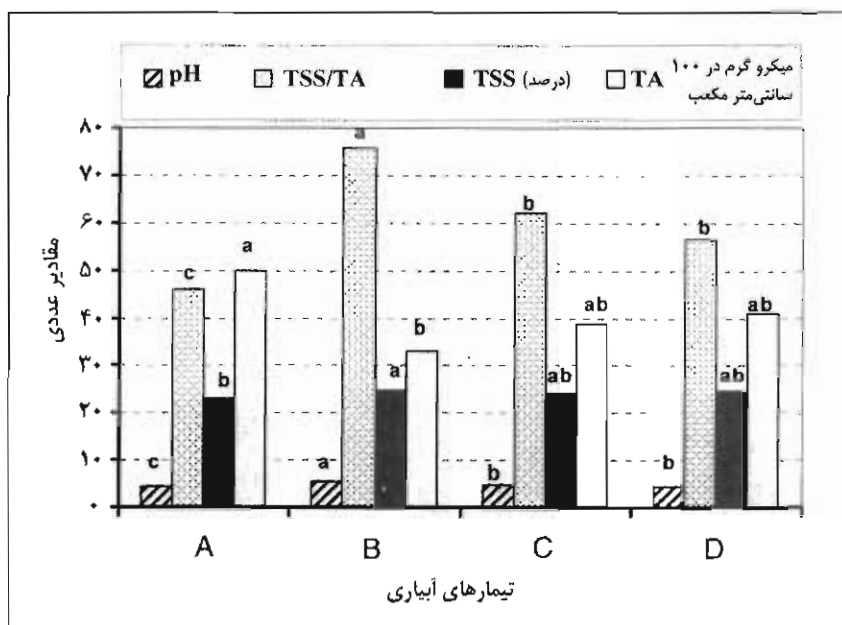 pH TSS/TA TSS (درصد) TA میکرو گرم در ۱۰۰
سانتی‌متر مکعب
۸۰
۷۰
۶۰
۵۰
۴۰
۳۰
۲۰
۱۰
۰
مقادیر عددی
c c b a
a a a b
b b ab ab
b b ab ab
A B C D
تیمارهای آبیاری